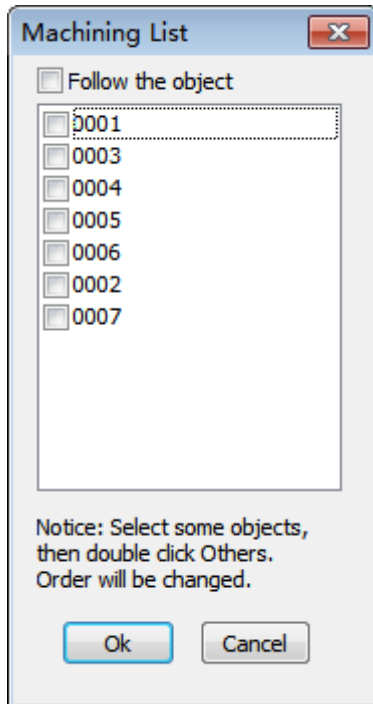 Machining List
Follow the object
0001
0003
0004
0005
0006
0002
0007
Notice: Select some objects,
then double click Others.
Order will be changed.
Ok
Cancel